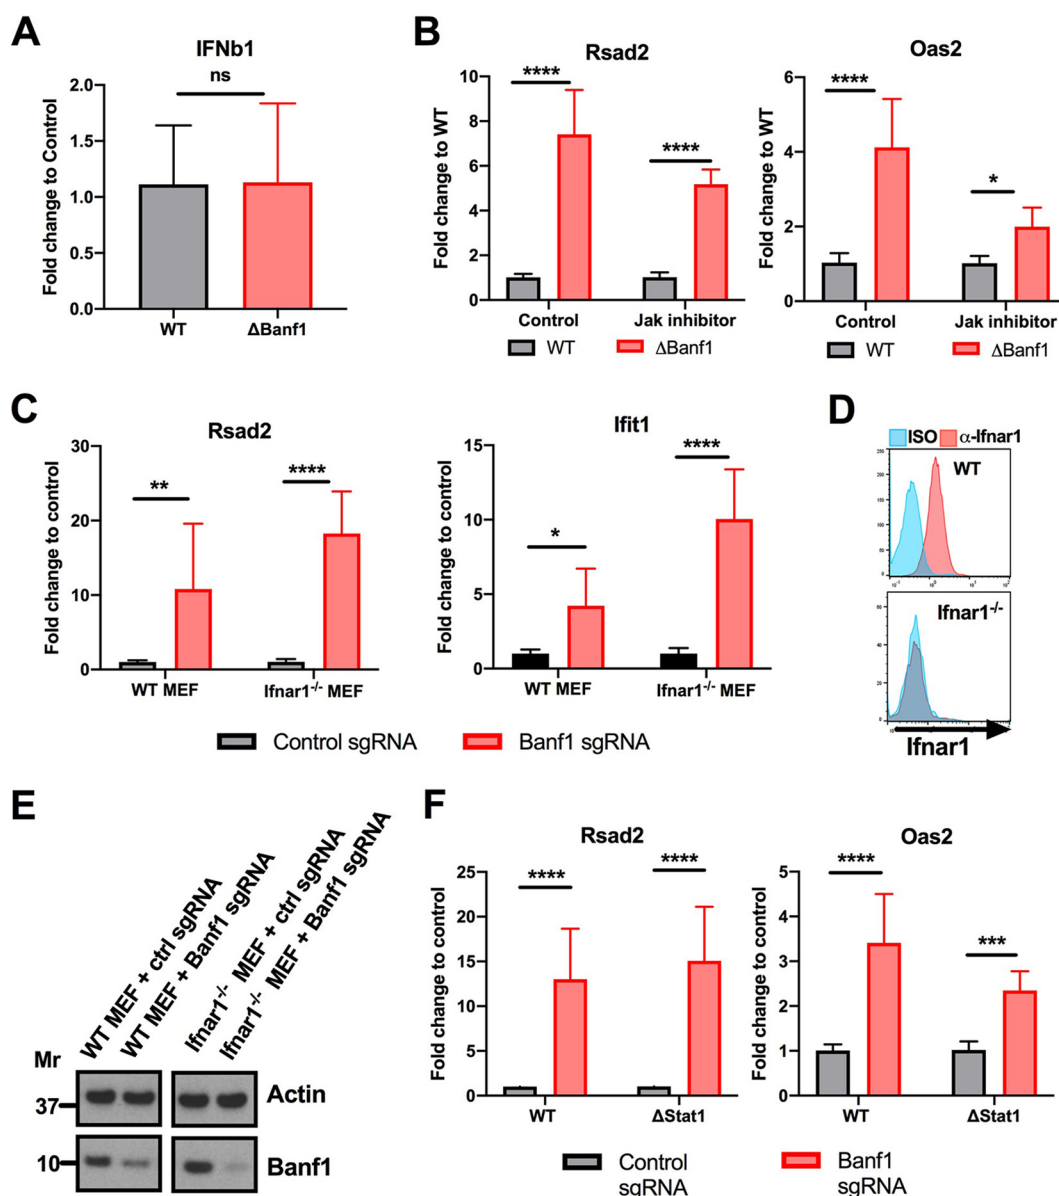 A
IFNb1
ns
Fold change to Control
2.0
1.5
1.0
0.5
0.0
WT
ΔBanf1
B
Rsad2
****
****
Fold change to WT
10
8
6
4
2
0
Control
Jak inhibitor
WT
ΔBanf1
Oas2
****
*
Fold change to WT
6
4
2
0
Control
Jak inhibitor
WT
ΔBanf1
C
Rsad2
**
****
Fold change to control
30
20
10
0
WT MEF
Ifnar1-/- MEF
Ifit1
*
****
Fold change to control
15
10
5
0
WT MEF
Ifnar1-/- MEF
Control sgRNA
Banf1 sgRNA
D
ISO
α-Ifnar1
WT
Ifnar1-/-
Ifnar1
E
WT MEF + ctrl sgRNA
WT MEF + Banf1 sgRNA
Ifnar1-/- MEF + ctrl sgRNA
Ifnar1-/- MEF + Banf1 sgRNA
Mr
37
10
Actin
Banf1
F
Rsad2
****
****
Fold change to control
25
20
15
10
5
0
WT
ΔStat1
Oas2
****
***
Fold change to control
5
4
3
2
1
0
WT
ΔStat1
Control
sgRNA
Banf1
sgRNA